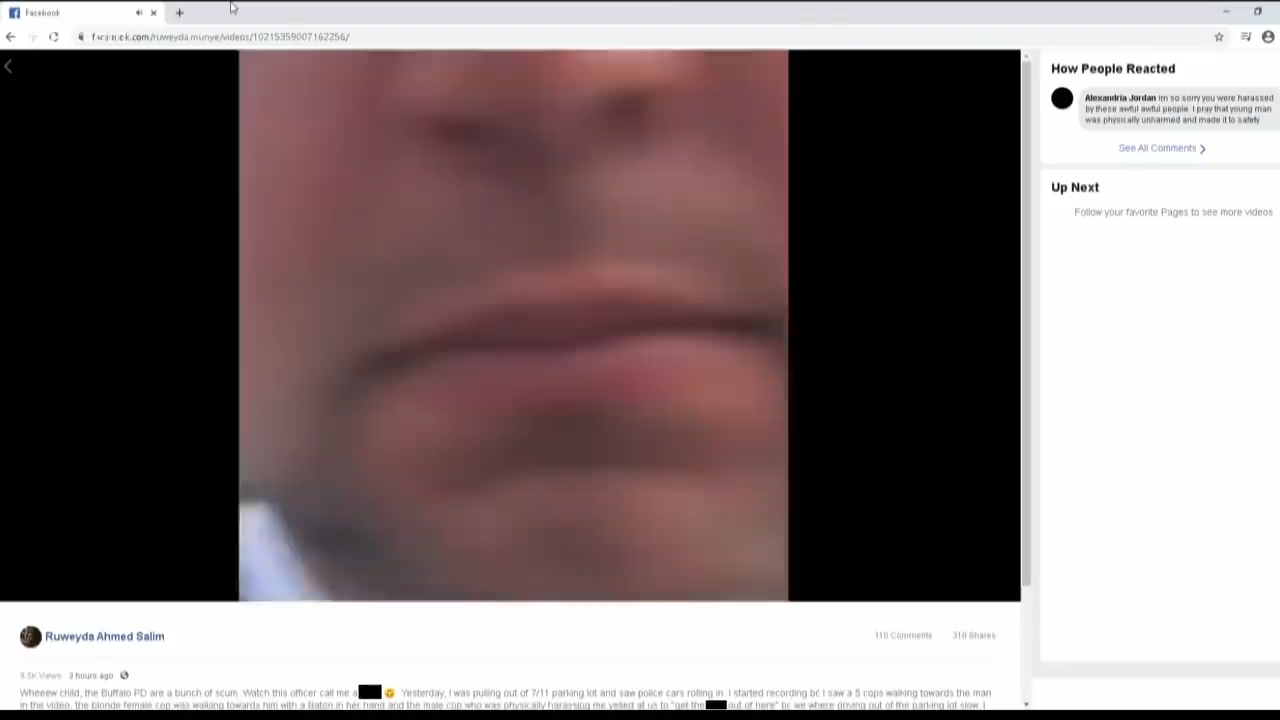 Facebook
facebook.com/ruweyda.munye/videos/10215359007162256/
How People Reacted
Alexandria Jordan im so sorry you were harassed
by these awful awful people. I pray that young man
was physically unharmed and made it to safety
See All Comments
Up Next
Follow your favorite Pages to see more videos
Ruweyda Ahmed Salim
110 Comments 310 Shares
9.5K Views 3 hours ago
Wheeew child, the Buffalo PD are a bunch of scum. Watch this officer call me a Yesterday, I was pulling out of 7/11 parking lot and saw police cars rolling in. I started recording bc I saw a 5 cops walking towards the man
in the video, the blonde female cop was walking towards him with a Baton in her hand and the male cop who was physically harassing me yelled at us to "get the out of here" bc we where driving out of the parking lot slow. I